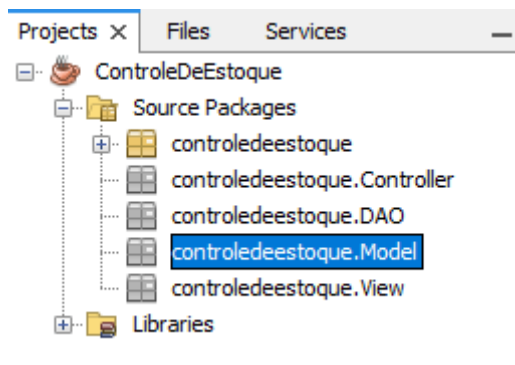 Projects × Files Services
ControleDeEstoque
Source Packages
controledeestoque
controledeestoque.Controller
controledeestoque.DAO
controledeestoque.Model
controledeestoque.View
Libraries